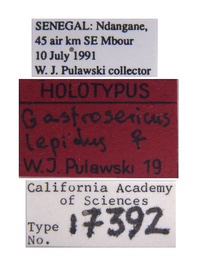 SENEGAL: Ndangane,
45 air km SE Mbour
10 July 1991
W. J. Pulawski collector
HOLOTYPUS
Gastrosericus
lepidus ♀
W.J. Pulawski 19
California Academy
of Sciences
Type
No. 17392